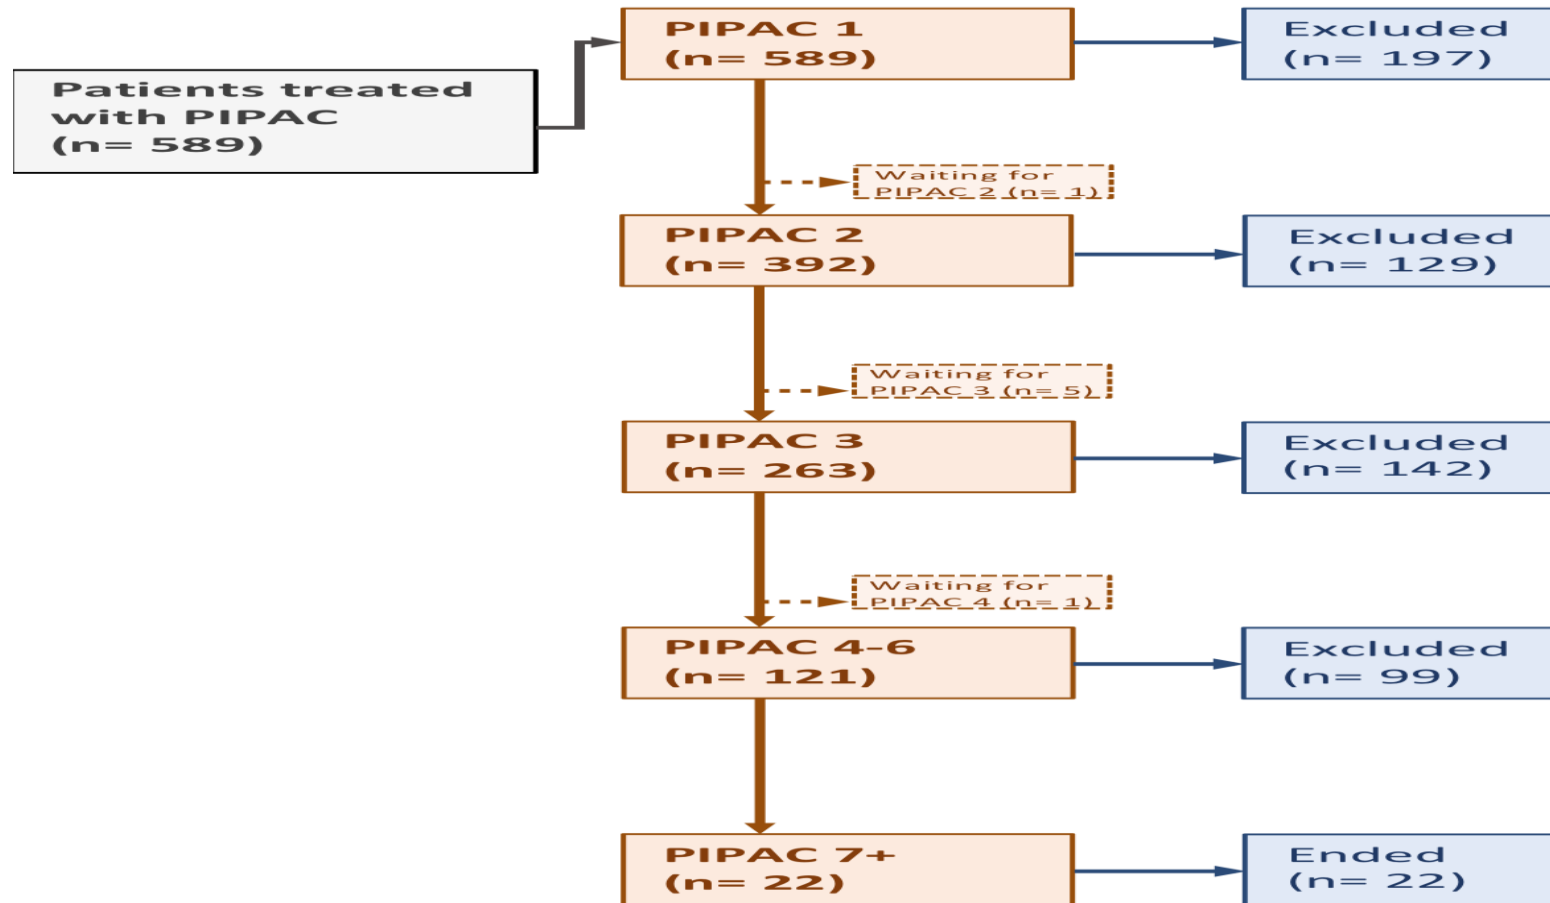 Patients treated
with PIPAC
(n= 589)
PIPAC 1
(n= 589)
Excluded
(n= 197)
Waiting for
PIPAC 2 (n= 1)
PIPAC 2
(n= 392)
Excluded
(n= 129)
Waiting for
PIPAC 3 (n= 5)
PIPAC 3
(n= 263)
Excluded
(n= 142)
Waiting for
PIPAC 4 (n= 1)
PIPAC 4-6
(n= 121)
Excluded
(n= 99)
PIPAC 7+
(n= 22)
Ended
(n= 22)